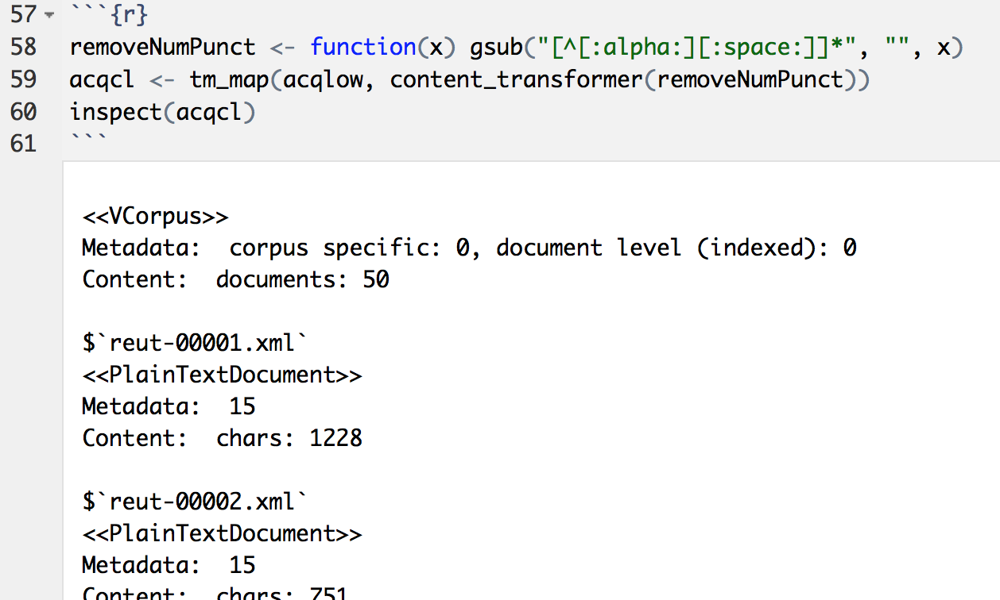 57 ```{r}
58 removeNumPunct <- function(x) gsub("[^[:alpha:][:space:]]*", "", x)
59 acqcl <- tm_map(acqlow, content_transformer(removeNumPunct))
60 inspect(acqcl)
61 ```
<<VCorpus>>
Metadata:  corpus specific: 0, document level (indexed): 0
Content:  documents: 50
$`reut-00001.xml`
<<PlainTextDocument>>
Metadata:  15
Content:  chars: 1228
$`reut-00002.xml`
<<PlainTextDocument>>
Metadata:  15
Content:  chars: 751